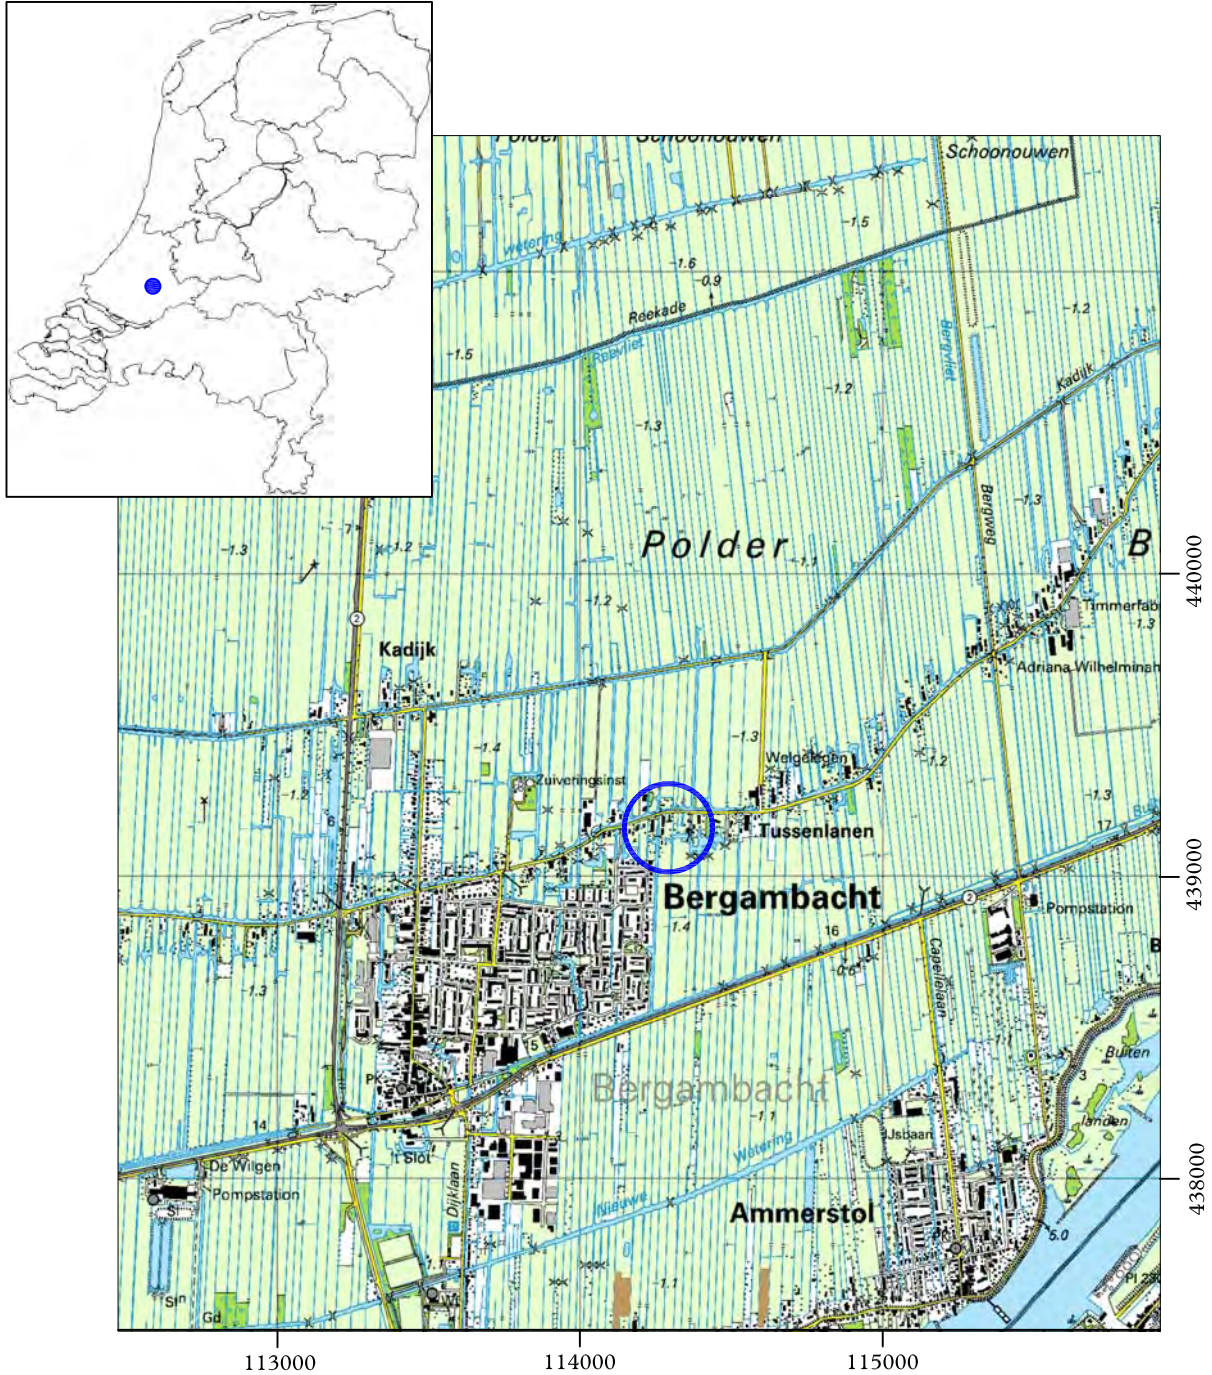 Schoonouwen
-1.5
wetering
-1.6
-0.9
Reekade
-1.2
Reevliet
Bergvliet
-1.5
Kadijk
-1.2
-1.3
Bergweg
-1.3
7
Polder
B
-1.3
-1.2
-1.1
440000
-1.2
2
Timmerfab
-1.3
Kadijk
Adriana-Wilhelminah
-1.3
-1.4
Welgelegen
-1.2
Zuiveringsinst
-1.2
-1.3
6
17
Tussenlanen
439000
Bergambacht
2
Pompstation
-1.4
16
B
-0.6
Capellelaan
-1.3
15
Buiten
3
P
Bergambacht
-1.1
landen
14
IJsbaan
Wetering
't Slot
De Wilgen
Pompstation
438000
Dijklaan
Nieuwe
Ammerstol
5.0
-1.1
Gd
113000
114000
115000